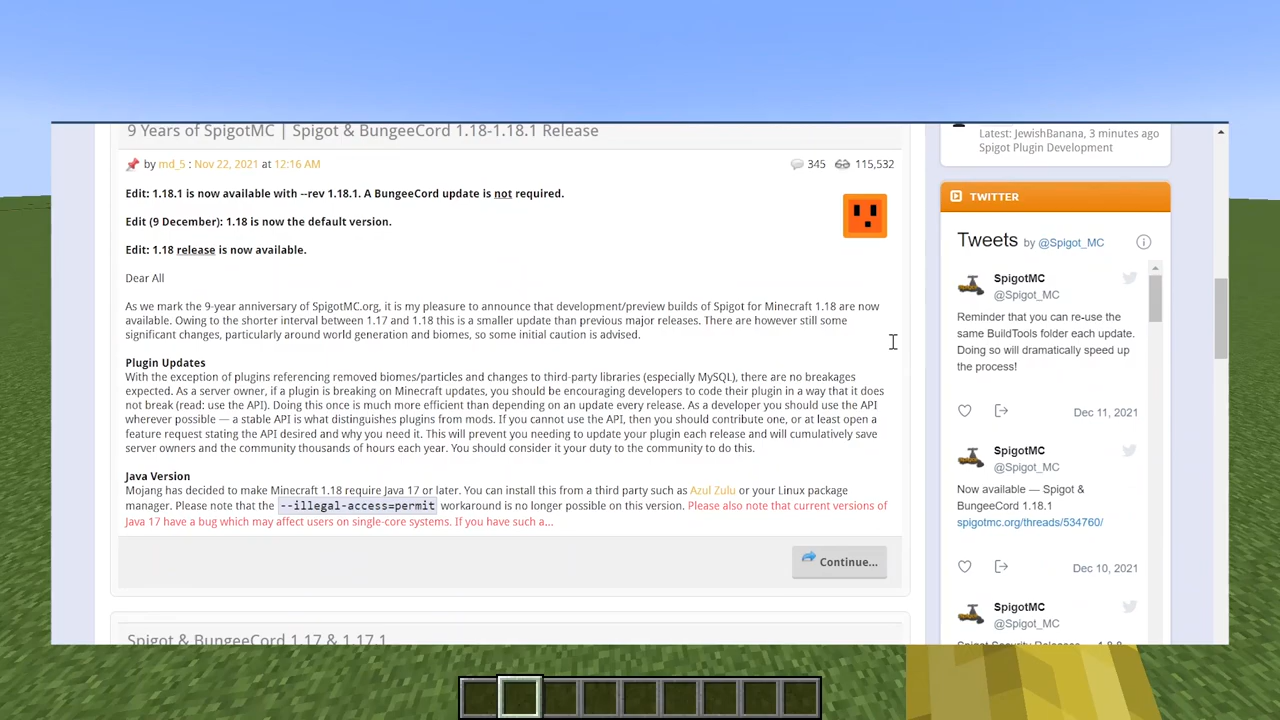 9 Years of SpigotMC | Spigot & BungeeCord 1.18-1.18.1 Release
by md_5 : Nov 22, 2021 at 12:16 AM
345 115,532
Edit: 1.18.1 is now available with --rev 1.18.1. A BungeeCord update is not required.
Edit (9 December): 1.18 is now the default version.
Edit: 1.18 release is now available.
Dear All
As we mark the 9-year anniversary of SpigotMC.org, it is my pleasure to announce that development/preview builds of Spigot for Minecraft 1.18 are now
available. Owing to the shorter interval between 1.17 and 1.18 this is a smaller update than previous major releases. There are however still some
significant changes, particularly around world generation and biomes, so some initial caution is advised.
Plugin Updates
With the exception of plugins referencing removed biomes/particles and changes to third-party libraries (especially MySQL), there are no breakages
expected. As a server owner, if a plugin is breaking on Minecraft updates, you should be encouraging developers to code their plugin in a way that it does
not break (read: use the API). Doing this once is much more efficient than depending on an update every release. As a developer you should use the API
wherever possible — a stable API is what distinguishes plugins from mods. If you cannot use the API, then you should contribute one, or at least open a
feature request stating the API desired and why you need it. This will prevent you needing to update your plugin each release and will cumulatively save
server owners and the community thousands of hours each year. You should consider it your duty to the community to do this.
Java Version
Mojang has decided to make Minecraft 1.18 require Java 17 or later. You can install this from a third party such as Azul Zulu or your Linux package
manager. Please note that the --illegal-access=permit workaround is no longer possible on this version. Please also note that current versions of
Java 17 have a bug which may affect users on single-core systems. If you have such a...
Continue...
Spigot & BungeeCord 1.17 & 1.17.1
Latest: JewishBanana, 3 minutes ago
Spigot Plugin Development
TWITTER
Tweets by @Spigot_MC
SpigotMC
@Spigot_MC
Reminder that you can re-use the
same BuildTools folder each update.
Doing so will dramatically speed up
the process!
Dec 11, 2021
SpigotMC
@Spigot_MC
Now available — Spigot &
BungeeCord 1.18.1
spigotmc.org/threads/534760/
Dec 10, 2021
SpigotMC
@Spigot_MC
Spigot Security Releases — 1.8.8